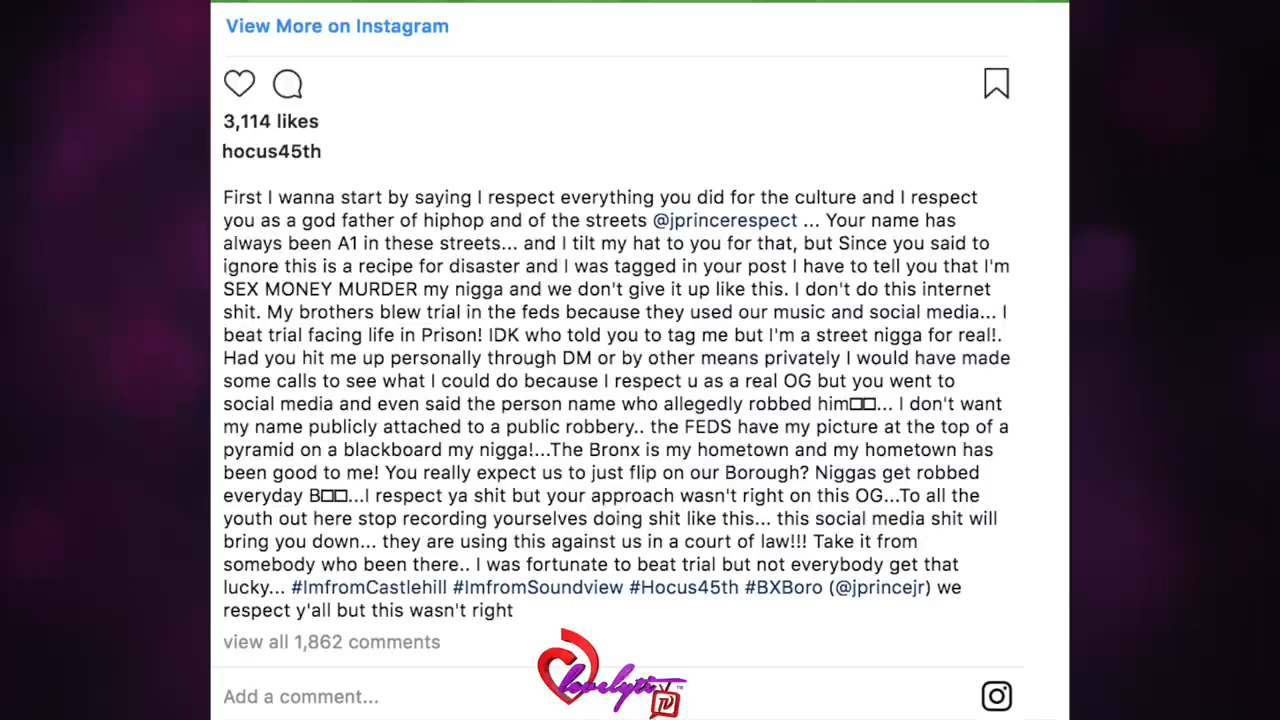 View More on Instagram
3,114 likes
hocus45th
First I wanna start by saying I respect everything you did for the culture and I respect
you as a god father of hiphop and of the streets @jprincerespect ... Your name has
always been A1 in these streets... and I tilt my hat to you for that, but Since you said to
ignore this is a recipe for disaster and I was tagged in your post I have to tell you that I'm
SEX MONEY MURDER my nigga and we don't give it up like this. I don't do this internet
shit. My brothers blew trial in the feds because they used our music and social media... I
beat trial facing life in Prison! IDK who told you to tag me but I'm a street nigga for real!.
Had you hit me up personally through DM or by other means privately I would have made
some calls to see what I could do because I respect u as a real OG but you went to
social media and even said the person name who allegedly robbed him□□... I don't want
my name publicly attached to a public robbery.. the FEDS have my picture at the top of a
pyramid on a blackboard my nigga!...The Bronx is my hometown and my hometown has
been good to me! You really expect us to just flip on our Borough? Niggas get robbed
everyday B□□...I respect ya shit but your approach wasn't right on this OG...To all the
youth out here stop recording yourselves doing shit like this... this social media shit will
bring you down... they are using this against us in a court of law!!! Take it from
somebody who been there.. I was fortunate to beat trial but not everybody get that
lucky... #ImfromCastlehill #ImfromSoundview #Hocus45th #BXBoro (@jprincejr) we
respect y'all but this wasn't right
view all 1,862 comments
lovelyti
TV
Add a comment...